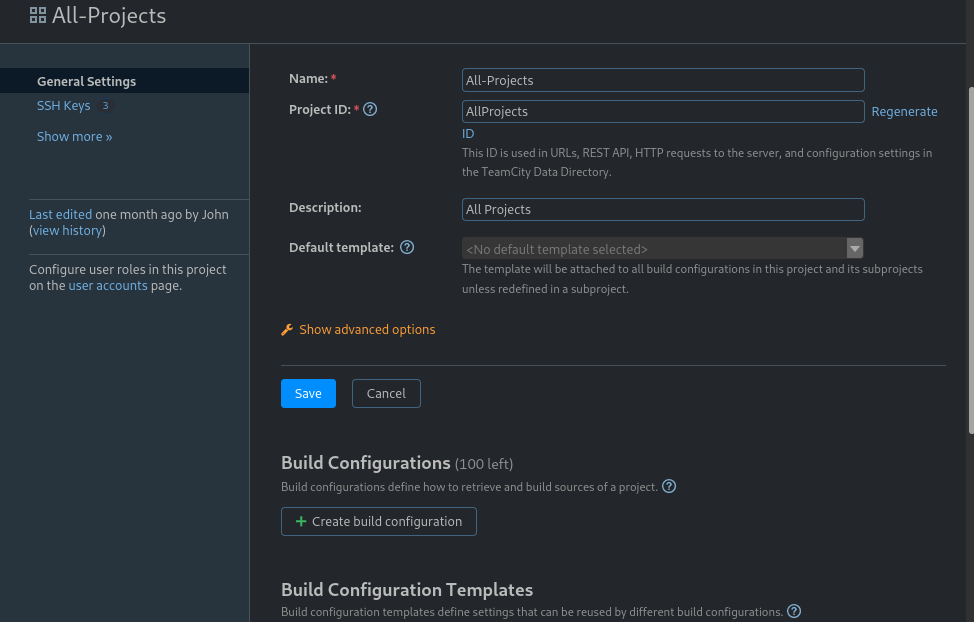 All-Projects
General Settings
SSH Keys 3
Show more »
Last edited one month ago by John
(view history)
Configure user roles in this project
on the user accounts page.
Name: *
All-Projects
Project ID: *
AllProjects
Regenerate
ID
This ID is used in URLs, REST API, HTTP requests to the server, and configuration settings in
the TeamCity Data Directory.
Description:
All Projects
Default template:
<No default template selected>
The template will be attached to all build configurations in this project and its subprojects
unless redefined in a subproject.
Show advanced options
Save
Cancel
Build Configurations (100 left)
Build configurations define how to retrieve and build sources of a project.
+ Create build configuration
Build Configuration Templates
Build configuration templates define settings that can be reused by different build configurations.